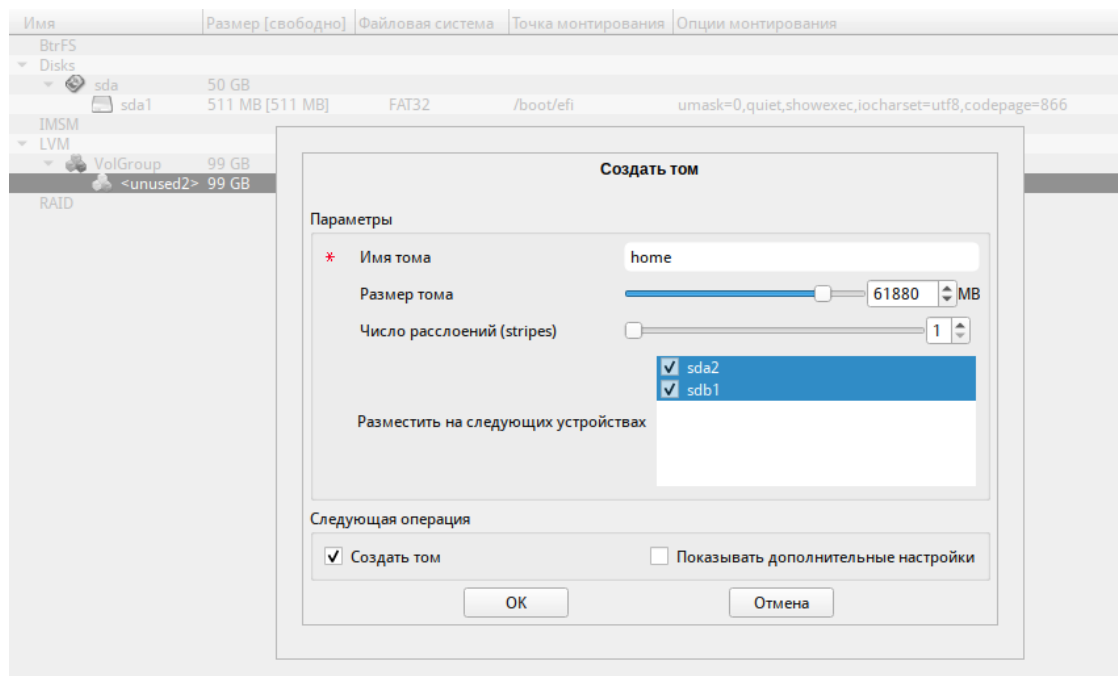 Имя Размер [свободно] Файловая система Точка монтирования Опции монтирования
BtrFS
Disks
sda 50 GB
sda1 511 MB [511 MB] FAT32 /boot/efi umask=0,quiet,showexec,iocharset=utf8,codepage=866
IMSM
LVM
VolGroup 99 GB
<unused2> 99 GB
RAID
Создать том
Параметры
* Имя тома home
Размер тома 61880 MB
Число расслоений (stripes) 1
sda2
sdb1
Разместить на следующих устройствах
Следующая операция
Создать том Показывать дополнительные настройки
OK Отмена